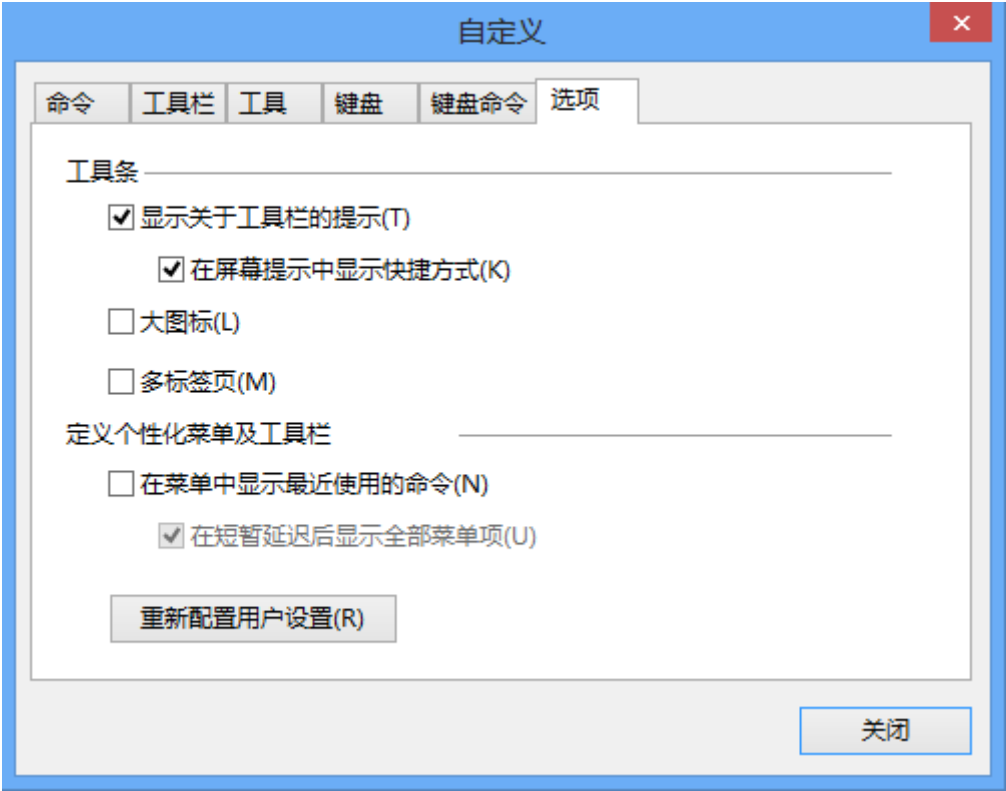 自定义
命令 工具栏 工具 键盘 键盘命令 选项
工具条
显示关于工具栏的提示(T)
在屏幕提示中显示快捷方式(K)
大图标(L)
多标签页(M)
定义个性化菜单及工具栏
在菜单中显示最近使用的命令(N)
在短暂延迟后显示全部菜单项(U)
重新配置用户设置(R)
关闭